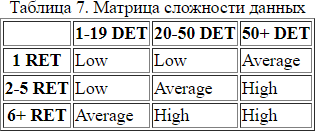 Таблица 7. Матрица сложности данных
1-19 DET 20-50 DET 50+ DET
1 RET Low Low Average
2-5 RET Low Average High
6+ RET Average High High